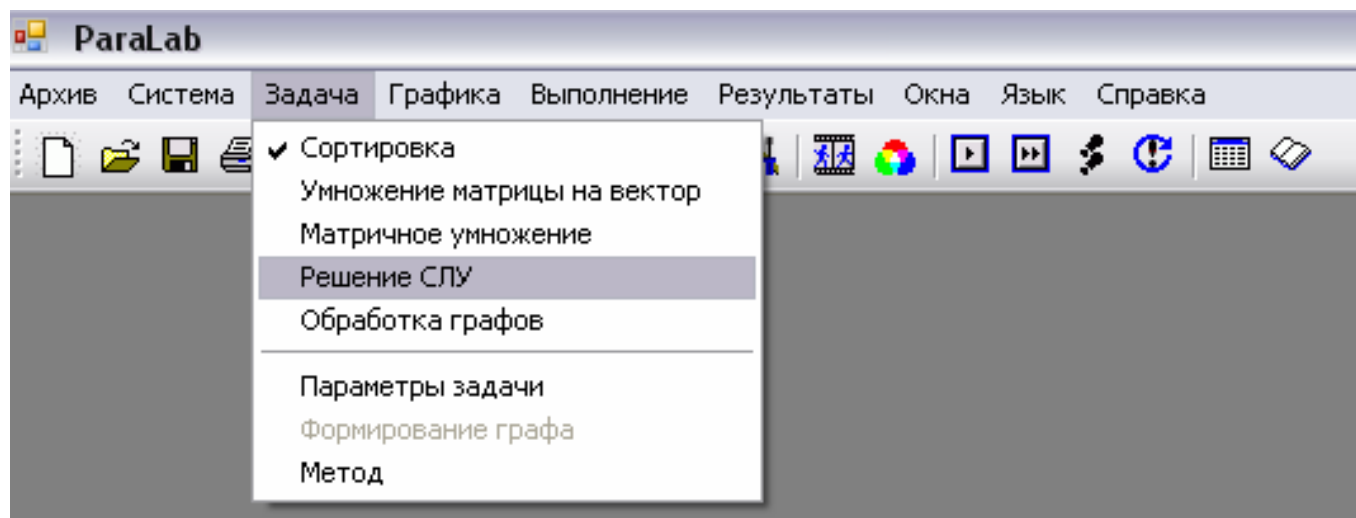 ParaLab
Архив Система Задача Графика Выполнение Результаты Окна Язык Справка
Сортировка
Умножение матрицы на вектор
Матричное умножение
Решение СЛУ
Обработка графов
Параметры задачи
Формирование графа
Метод